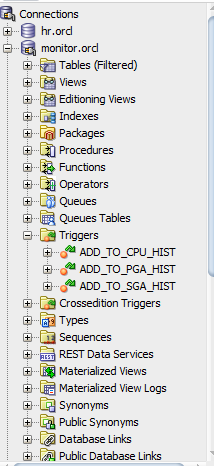 Connections
hr.orcl
monitor.orcl
Tables (Filtered)
Views
Editioning Views
Indexes
Packages
Procedures
Functions
Operators
Queues
Queues Tables
Triggers
ADD_TO_CPU_HIST
ADD_TO_PGA_HIST
ADD_TO_SGA_HIST
Crossedition Triggers
Types
Sequences
REST Data Services
Materialized Views
Materialized View Logs
Synonyms
Public Synonyms
Database Links
Public Database Links